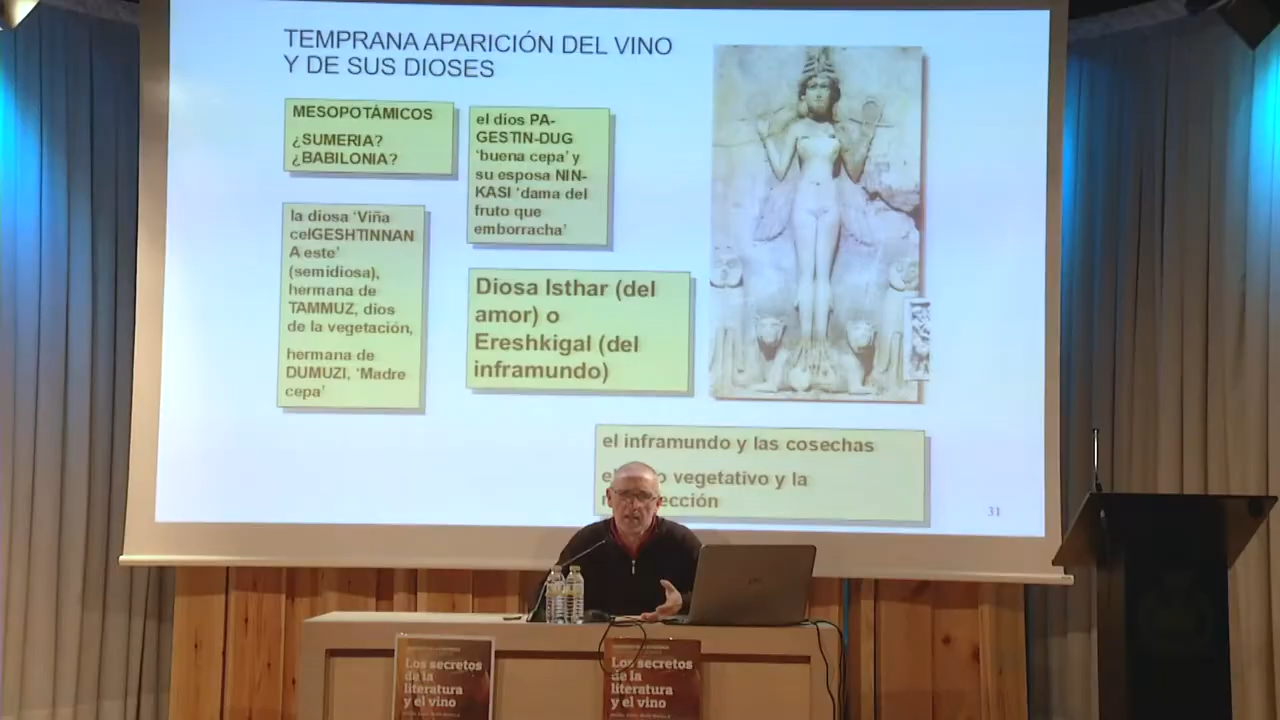 TEMPRANA APARICIÓN DEL VINO
Y DE SUS DIOSES
MESOPOTÁMICOS
¿SUMERIA?
¿BABILONIA?
el dios PA-
GESTIN-DUG
‘buena cepa’ y
su esposa NIN-
KASI ‘dama del
fruto que
emborracha’
la diosa ‘Viña
celGESHTINNAN
A este’
(semidiosa),
hermana de
TAMMUZ, dios
de la vegetación,
hermana de
DUMUZI, ‘Madre
cepa’
Diosa Isthar (del
amor) o
Ereshkigal (del
inframundo)
el inframundo y las cosechas
vegetativo y la
31
Los secretos
de la
literatura
y el vino
Los secretos
de la
literatura
y el vino